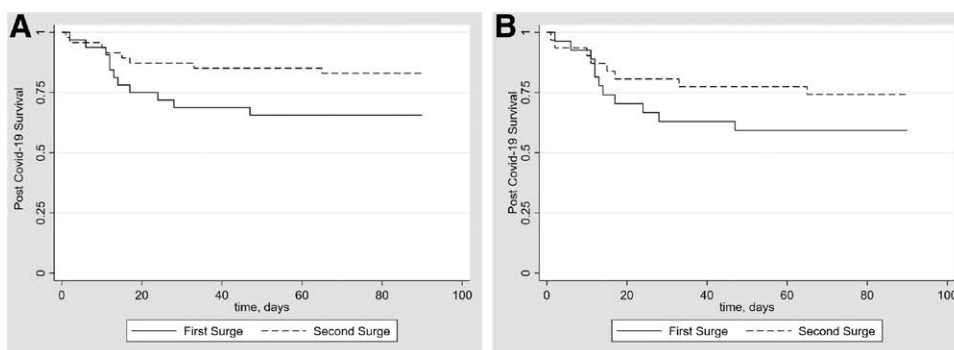 A
Post Covid-19 Survival
1
0.75
0.5
0.25
0
0 20 40 60 80 100
time, days
First Surge Second Surge
B
Post Covid-19 Survival
1
0.75
0.5
0.25
0
0 20 40 60 80 100
time, days
First Surge Second Surge